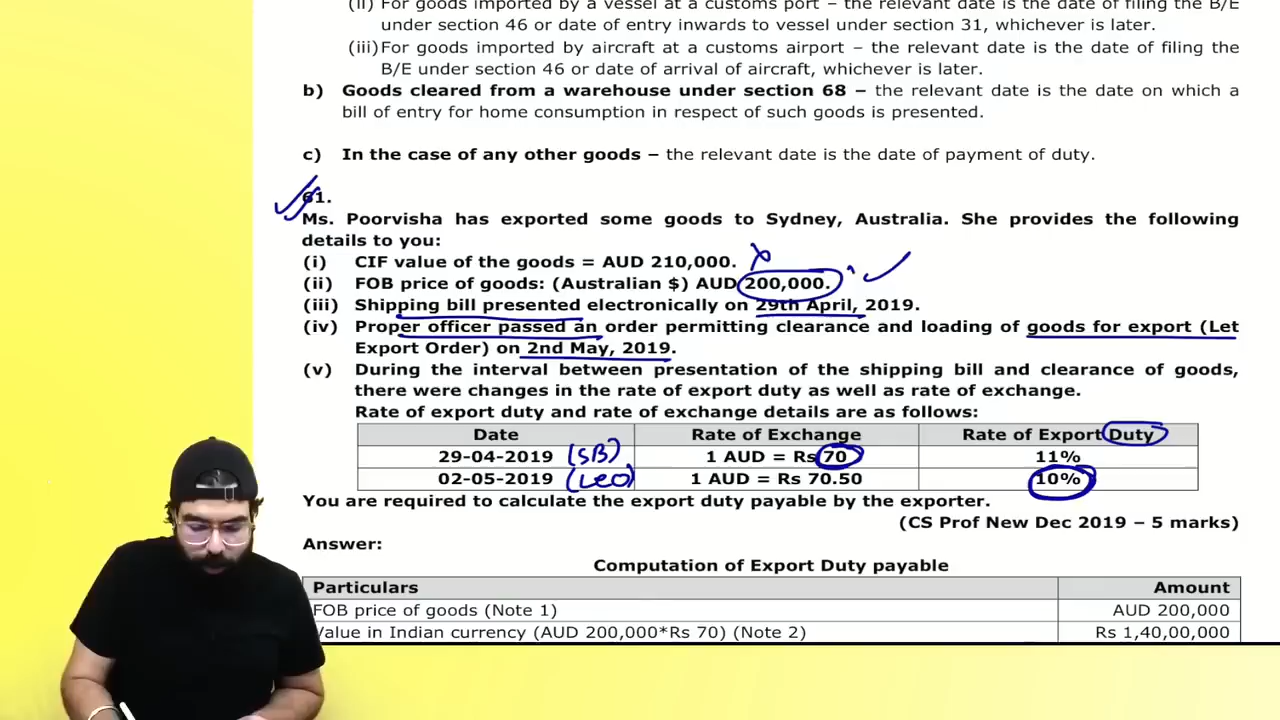 (ii) For goods imported by a vessel at a customs port – the relevant date is the date of filing the B/E
under section 46 or date of entry inwards to vessel under section 31, whichever is later.
(iii) For goods imported by aircraft at a customs airport – the relevant date is the date of filing the
B/E under section 46 or date of arrival of aircraft, whichever is later.
b) Goods cleared from a warehouse under section 68 – the relevant date is the date on which a
bill of entry for home consumption in respect of such goods is presented.
c) In the case of any other goods – the relevant date is the date of payment of duty.
61.
Ms. Poorvisha has exported some goods to Sydney, Australia. She provides the following
details to you:
(i) CIF value of the goods = AUD 210,000.
(ii) FOB price of goods: (Australian $) AUD 200,000.
(iii) Shipping bill presented electronically on 29th April, 2019.
(iv) Proper officer passed an order permitting clearance and loading of goods for export (Let
Export Order) on 2nd May, 2019.
(v) During the interval between presentation of the shipping bill and clearance of goods,
there were changes in the rate of export duty as well as rate of exchange.
Rate of export duty and rate of exchange details are as follows:
Date Rate of Exchange Rate of Export Duty
29-04-2019 (SB) 1 AUD = Rs 70 11%
02-05-2019 (LEO) 1 AUD = Rs 70.50 10%
You are required to calculate the export duty payable by the exporter.
(CS Prof New Dec 2019 – 5 marks)
Answer:
Computation of Export Duty payable
Particulars Amount
FOB price of goods (Note 1) AUD 200,000
Value in Indian currency (AUD 200,000*Rs 70) (Note 2) Rs 1,40,00,000